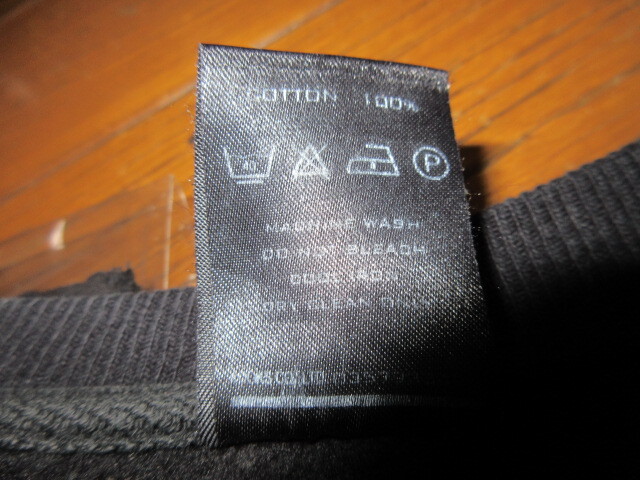 COTTON 100%
P
MACHINE WASH
DO NOT BLEACH
COOL IRON
DRY CLEAN ONLY